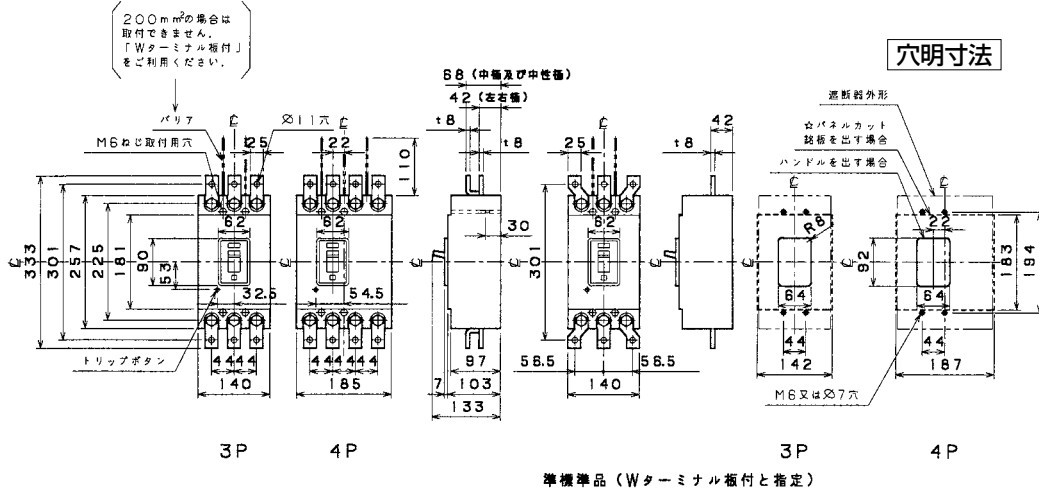 200mm²の場合は
取付できません。
「Wターミナル板付」
をご利用ください。
穴明寸法
68(中極及び中性極)
42(左右極)
遮断器外形
バリア
℄
℄
Ø11穴
t8
℄
42
☆パネルカット
銘板を出す場合
M6ねじ取付用穴
25
22
t8
110
25
t8
ハンドルを出す場合
℄
℄
333
301
257
225
181
90
53
62
62
30
301
62
R8
22
92
183
194
℄
℄
℄
℄
℄
℄
32.5
54.5
64
64
トリップボタン
44 44
44 44 44
97
56.5
56.5
44
44
140
185
7
103
140
142
187
133
M6又はØ7穴
3P
4P
3P
4P
準標準品(Wターミナル板付と指定)